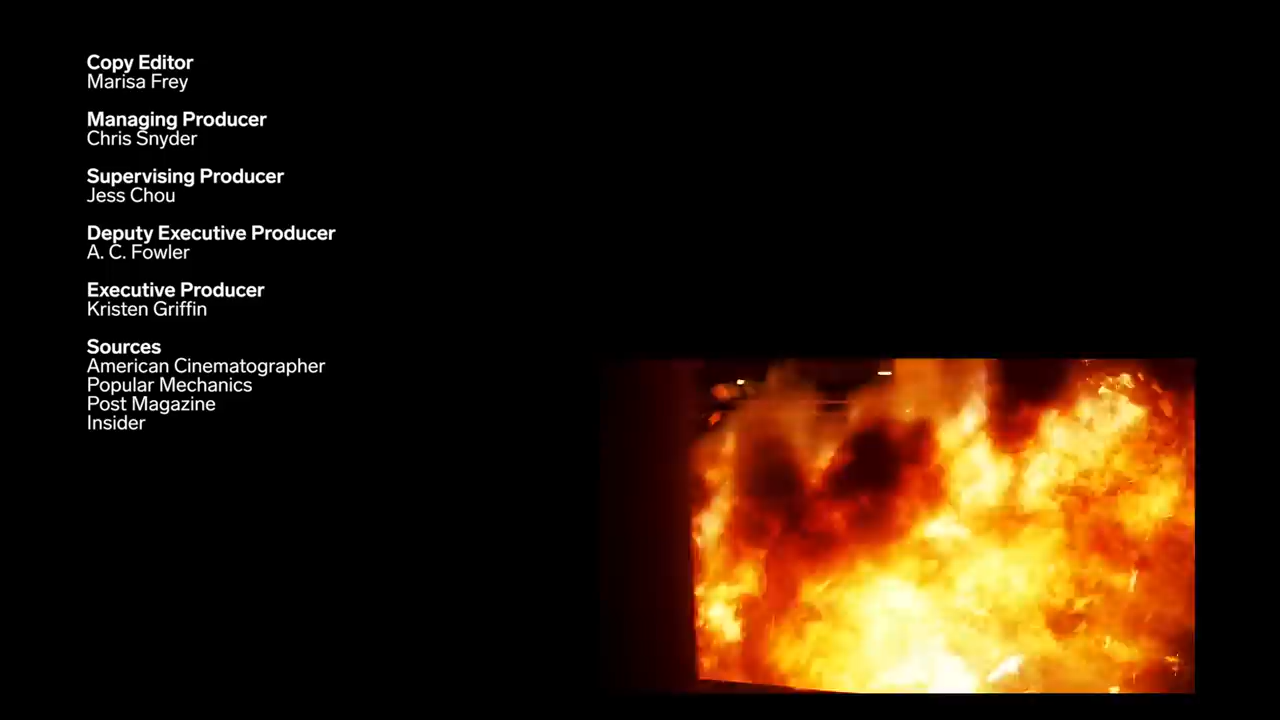 Copy Editor
Marisa Frey
Managing Producer
Chris Snyder
Supervising Producer
Jess Chou
Deputy Executive Producer
A. C. Fowler
Executive Producer
Kristen Griffin
Sources
American Cinematographer
Popular Mechanics
Post Magazine
Insider